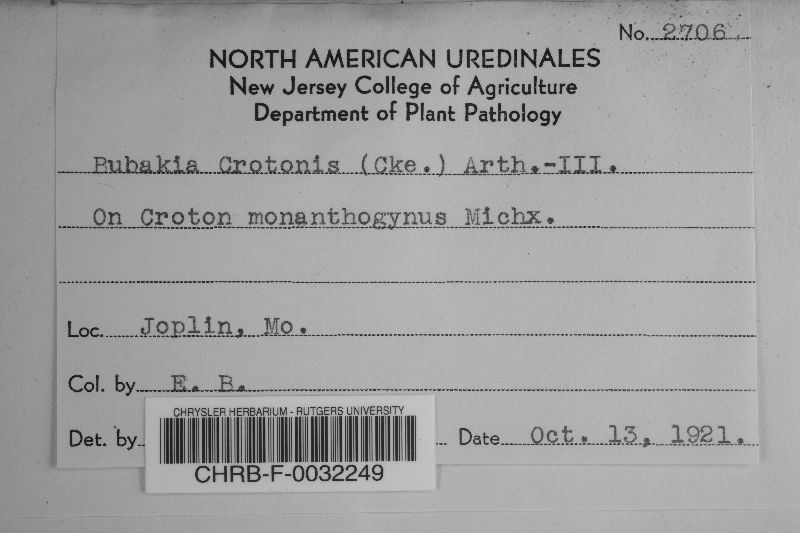 No. 2706
NORTH AMERICAN UREDINALES
New Jersey College of Agriculture
Department of Plant Pathology
Bubakia Crotonis (Cke.) Arth.-III.
On Croton monanthogynus Michx.
Loc. Joplin, Mo.
Col. by E. B.
Det. by
Date Oct. 13, 1921.
CHRYSLER HERBARIUM - RUTGERS UNIVERSITY
CHRB-F-0032249